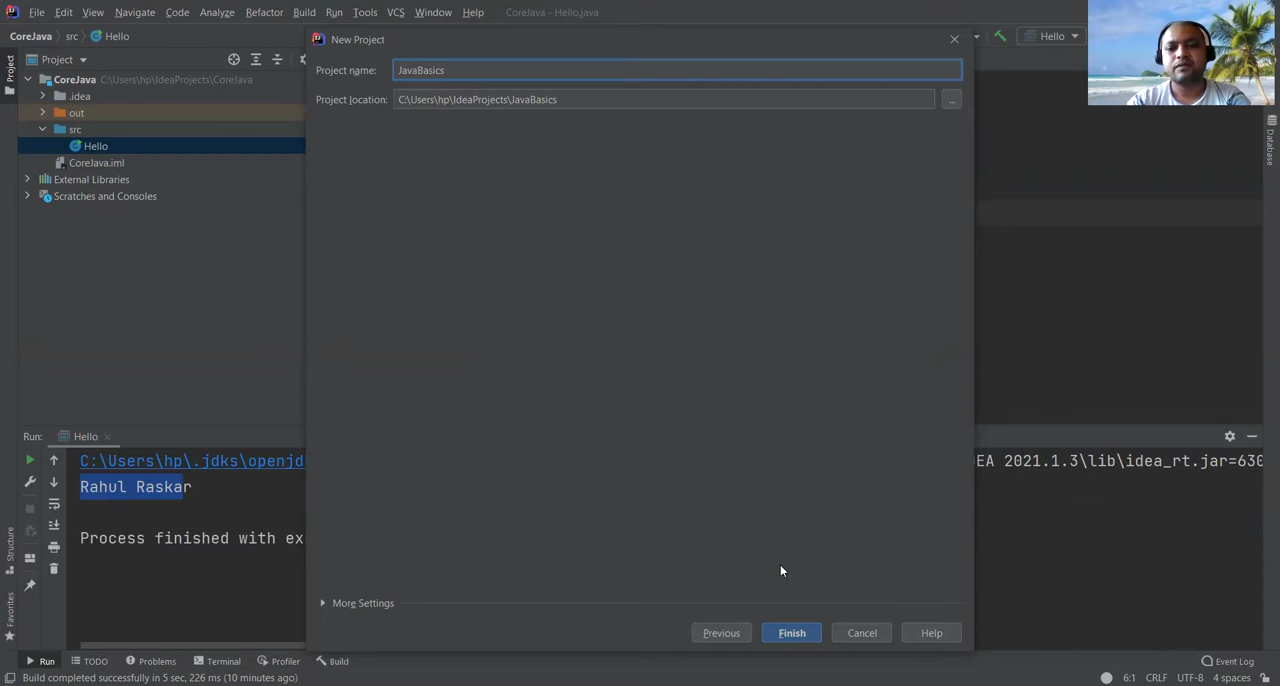 File Edit View Navigate Code Analyze Refactor Build Run Tools VCS Window Help CoreJava - Hello.java
CoreJava src Hello
Hello
New Project
Project
Project name: JavaBasics
Project location: C:\Users\hp\IdeaProjects\JavaBasics ...
Project
CoreJava C:\Users\hp\IdeaProjects\CoreJava
.idea
out
src
Hello
CoreJava.iml
External Libraries
Scratches and Consoles
Database
Run: Hello
C:\Users\hp\.jdks\openjd
EA 2021.1.3\lib\idea_rt.jar=630
Rahul Raskar
Process finished with ex
Structure
Favorites
More Settings
Previous Finish Cancel Help
Run TODO Problems Terminal Profiler Build Event Log
Build completed successfully in 5 sec, 226 ms (10 minutes ago) 6:1 CRLF UTF-8 4 spaces